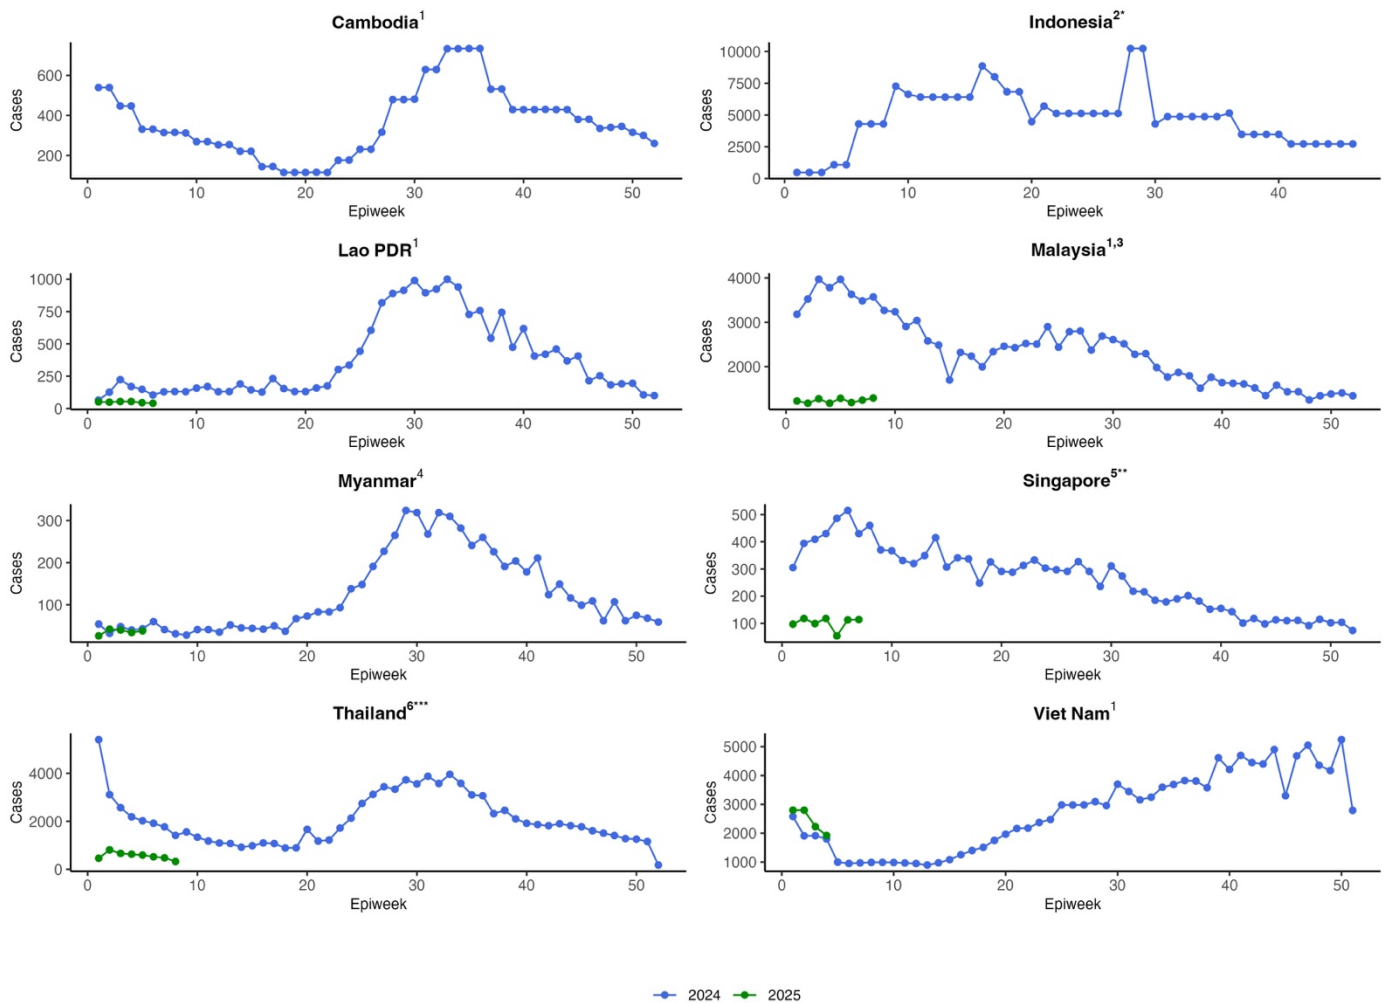 Cambodia¹
Cases
600
400
200
0 10 20 30 40 50
Epiweek
Indonesia²*
Cases
10000
7500
5000
2500
0
10 20 30 40
Epiweek
Lao PDR¹
Cases
1000
750
500
250
0
0 10 20 30 40 50
Epiweek
Malaysia¹,³
Cases
4000
3000
2000
0 10 20 30 40 50
Epiweek
Myanmar⁴
Cases
300
200
100
0 10 20 30 40 50
Epiweek
Singapore⁵**
Cases
500
400
300
200
100
0 10 20 30 40 50
Epiweek
Thailand⁶***
Cases
4000
2000
0
0 10 20 30 40 50
Epiweek
Viet Nam¹
Cases
5000
4000
3000
2000
1000
0 10 20 30 40 50
Epiweek
2024 2025